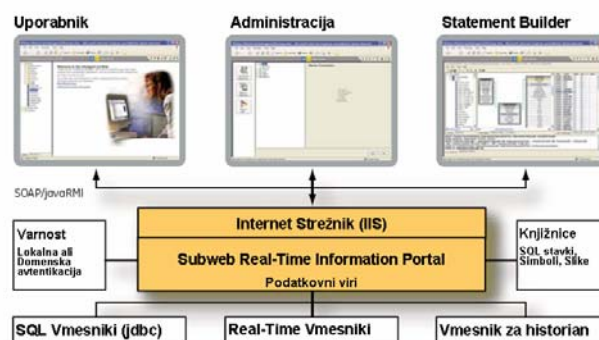 Uporabnik
Administracija
Statement Builder
SOAP/javaRMI
Internet Strežnik (IIS)
Subweb Real-Time Information Portal
Podatkovni viri
Varnost
Lokalna ali
Domenska
avtentikacija
Knjižnice
SQL stavki,
Simboli, Slike
SQL Vmesniki (jdbc)
Real-Time Vmesniki
Vmesnik za historian